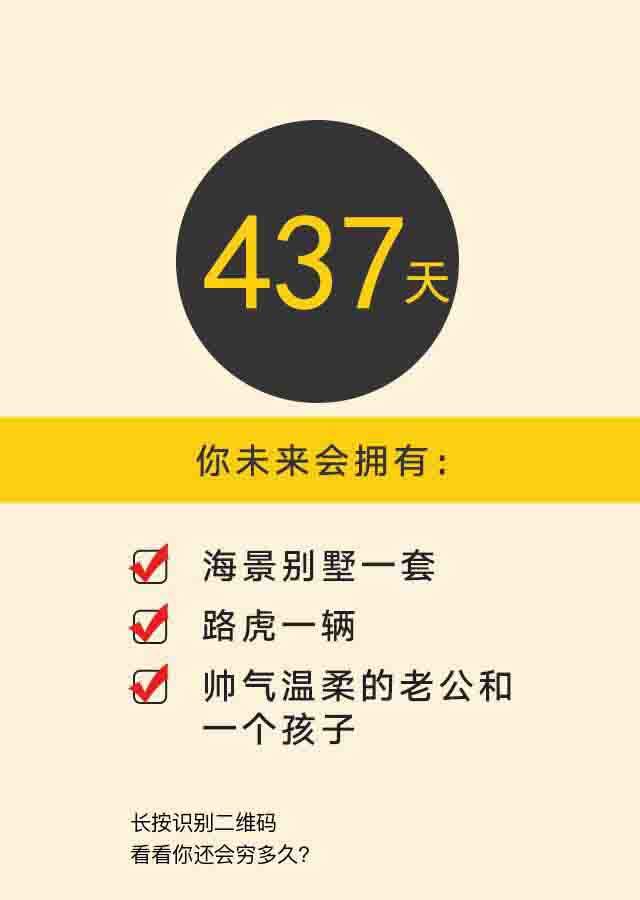 437天
你未来会拥有：
海景别墅一套
路虎一辆
帅气温柔的老公和
一个孩子
长按识别二维码
看看你还会穷多久?